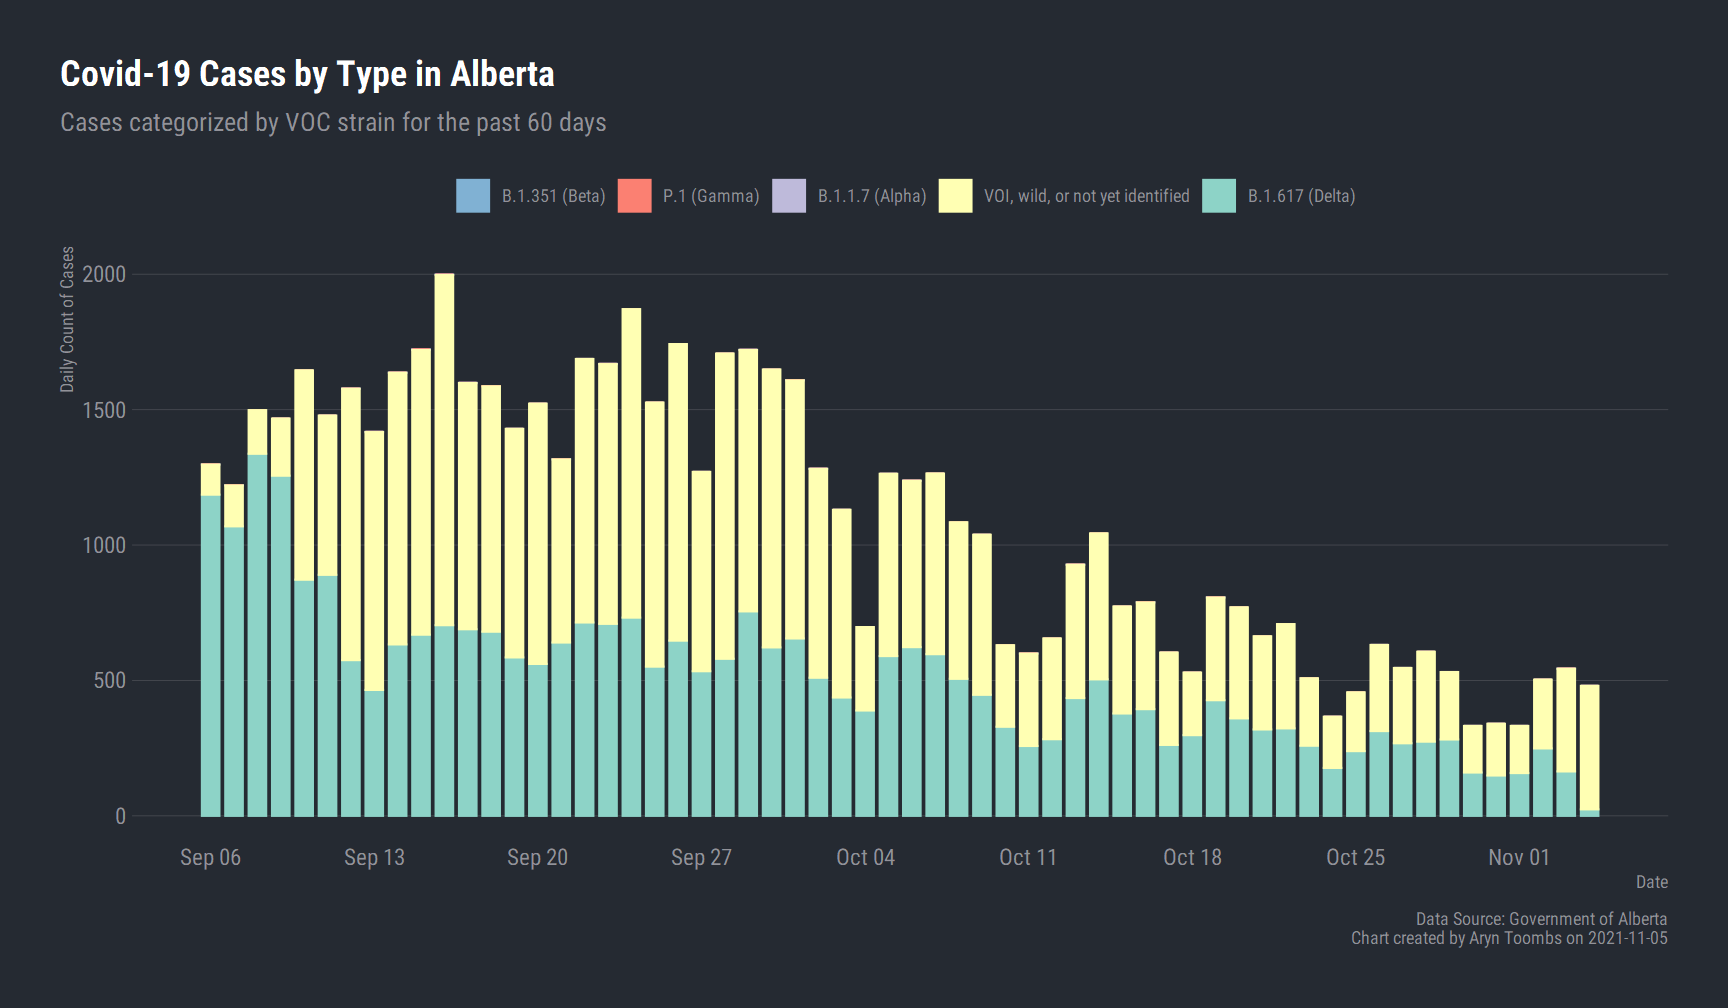 Covid-19 Cases by Type in Alberta
Cases categorized by VOC strain for the past 60 days
B.1.351 (Beta) P.1 (Gamma) B.1.1.7 (Alpha) VOI, wild, or not yet identified B.1.617 (Delta)
Daily Count of Cases
2000
1500
1000
500
0
Sep 06 Sep 13 Sep 20 Sep 27 Oct 04 Oct 11 Oct 18 Oct 25 Nov 01
Date
Data Source: Government of Alberta
Chart created by Aryn Toombs on 2021-11-05